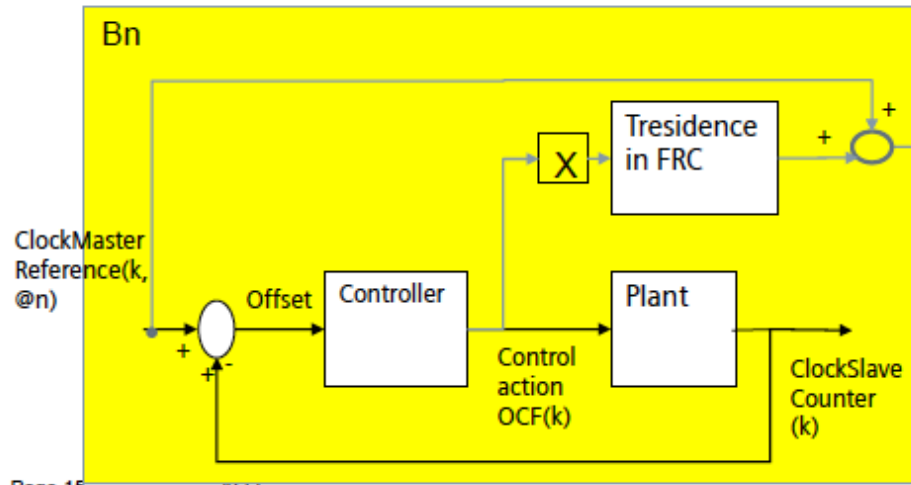 Bn
+
Tresidence
in FRC
+
X
ClockMaster
Reference(k,
@n)
Offset
Controller
Plant
+
+
-
Control
action
OCF(k)
ClockSlave
Counter
(k)